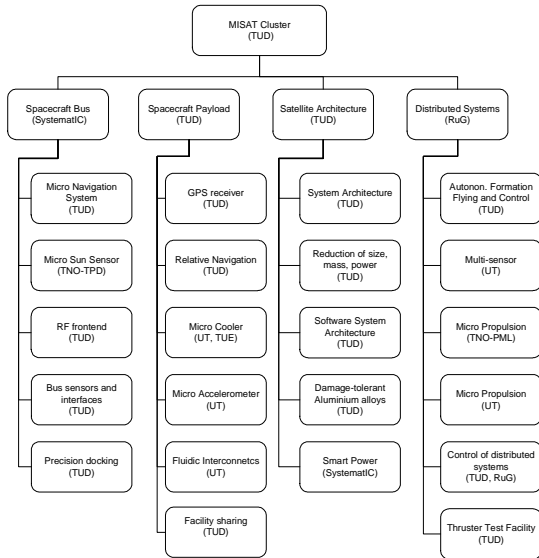 MISAT Cluster
(TUD)
Spacecraft Bus
(SystematIC)
Spacecraft Payload
(TUD)
Satellite Architecture
(TUD)
Distributed Systems
(RuG)
Micro Navigation
System
(TUD)
Micro Sun Sensor
(TNO-TPD)
RF frontend
(TUD)
Bus sensors and
interfaces
(TUD)
Precision docking
(TUD)
GPS receiver
(TUD)
Relative Navigation
(TUD)
Micro Cooler
(UT, TUE)
Micro Accelerometer
(UT)
Fluidic Interconnetcs
(UT)
Facility sharing
(TUD)
System Architecture
(TUD)
Reduction of size,
mass, power
(TUD)
Software System
Architecture
(TUD)
Damage-tolerant
Aluminium alloys
(TUD)
Smart Power
(SystematIC)
Autonon. Formation
Flying and Control
(TUD)
Multi-sensor
(UT)
Micro Propulsion
(TNO-PML)
Micro Propulsion
(UT)
Control of distributed
systems
(TUD, RuG)
Thruster Test Facility
(TUD)